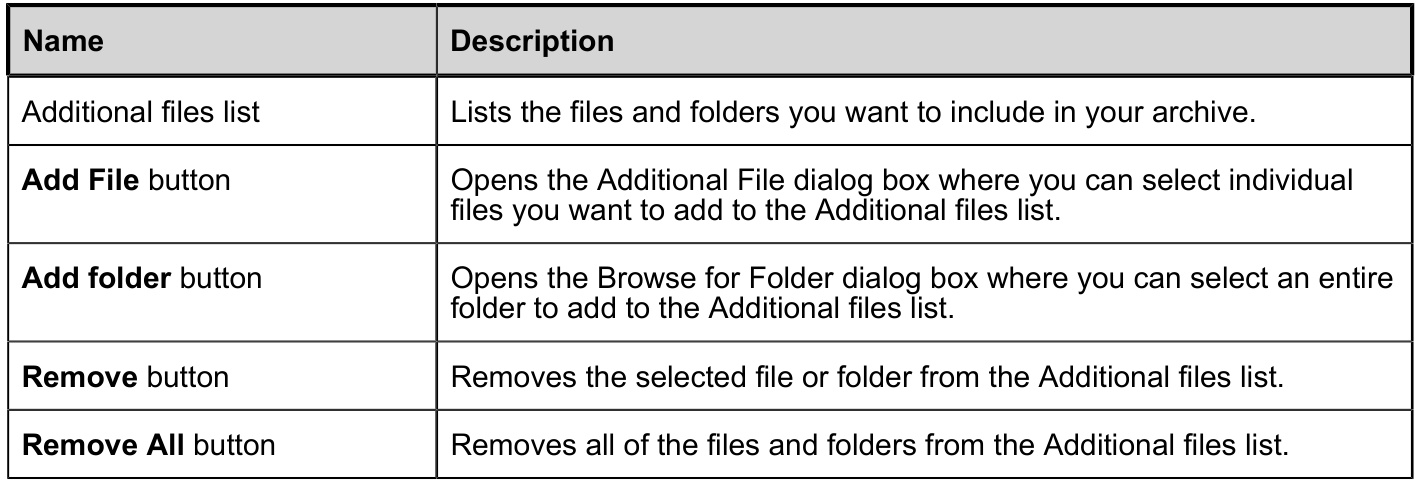 Name Description
Additional files list Lists the files and folders you want to include in your archive.
Add File button Opens the Additional File dialog box where you can select individual
files you want to add to the Additional files list.
Add folder button Opens the Browse for Folder dialog box where you can select an entire
folder to add to the Additional files list.
Remove button Removes the selected file or folder from the Additional files list.
Remove All button Removes all of the files and folders from the Additional files list.